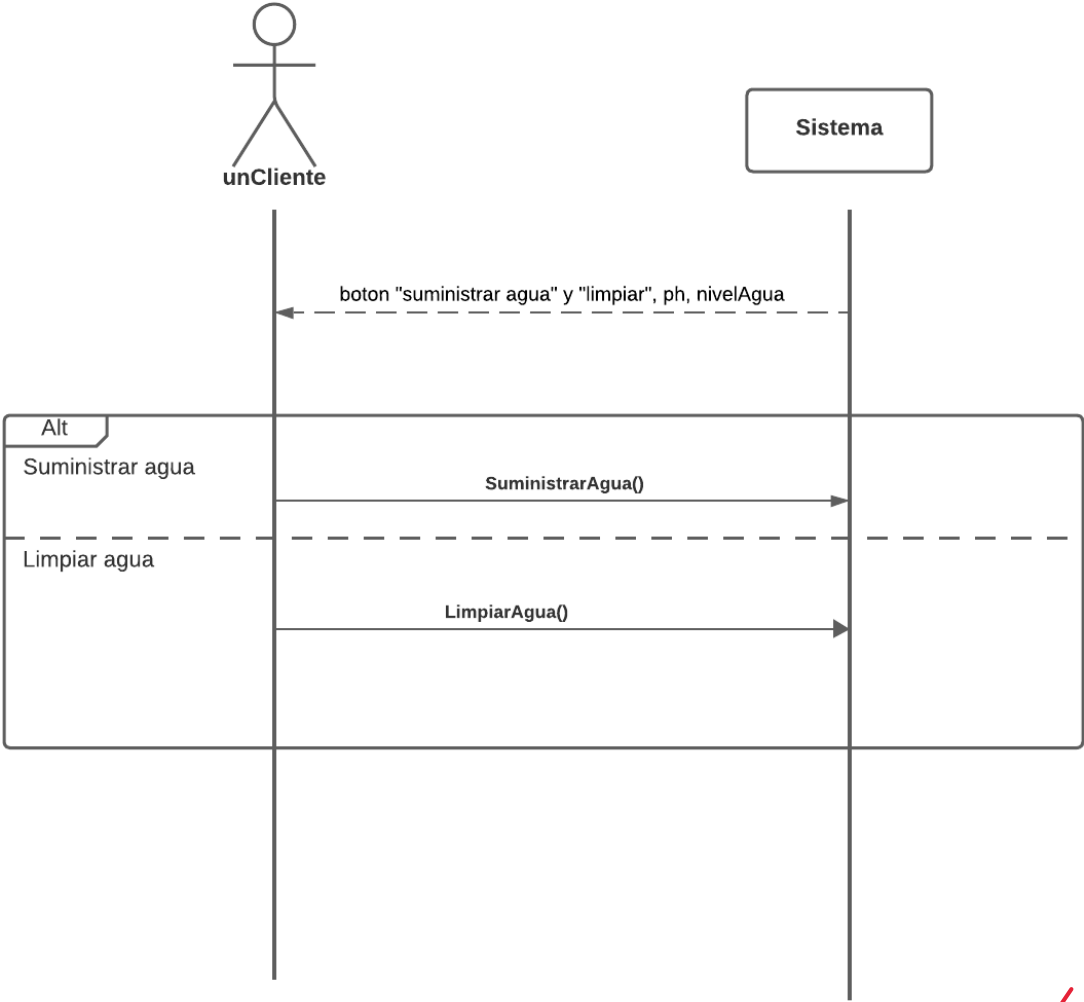 Sistema
unCliente
boton "suministrar agua" y "limpiar", ph, nivelAgua
Alt
Suministrar agua
SuministrarAgua()
Limpiar agua
LimpiarAgua()